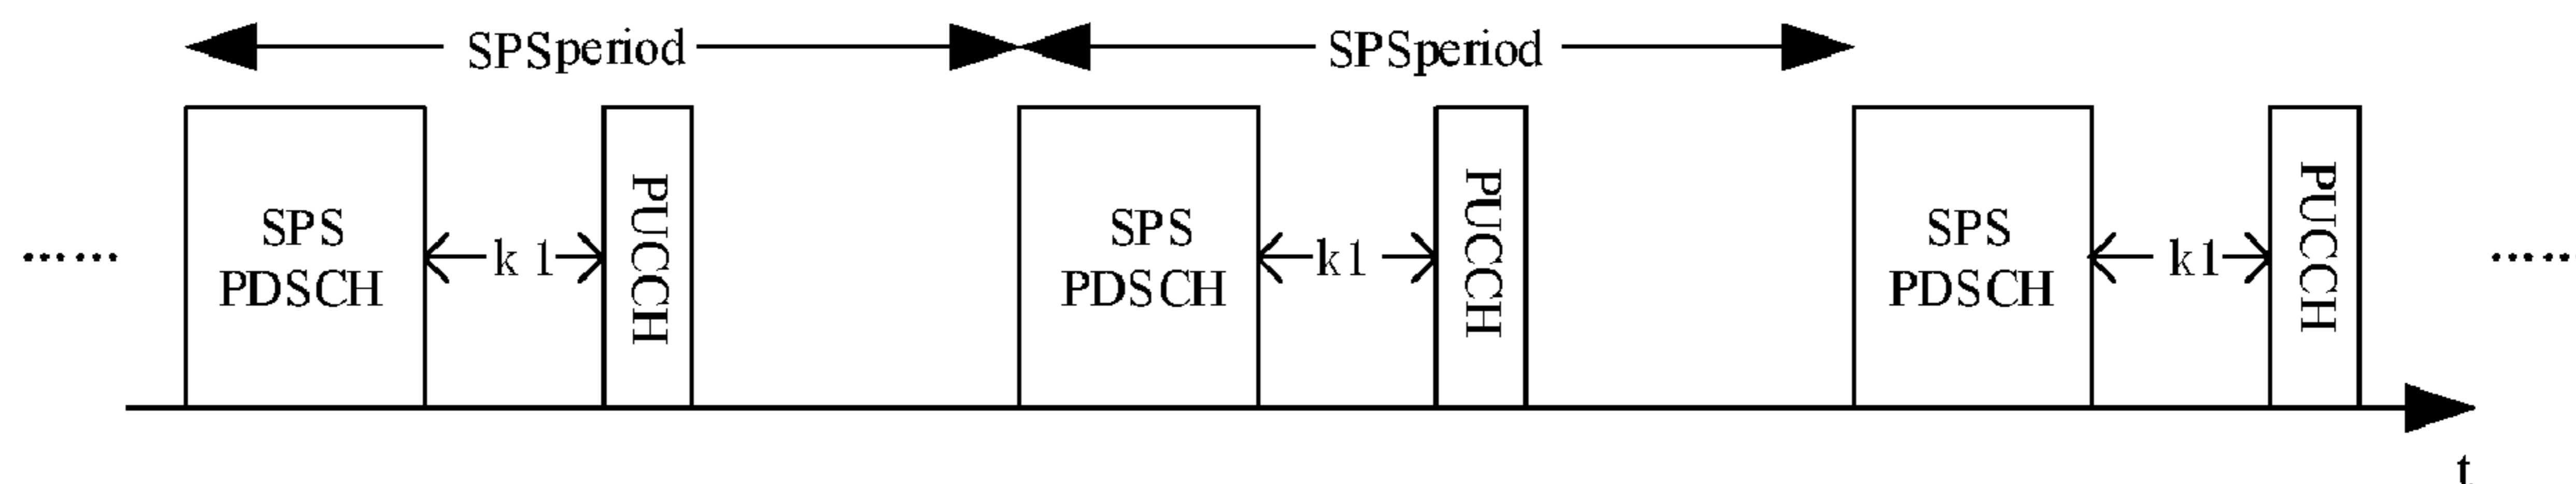 SPSperiod
SPSperiod
……
SPS
PDSCH
k 1
PUCCH
SPS
PDSCH
k1
PUCCH
SPS
PDSCH
k1
PUCCH
……
t